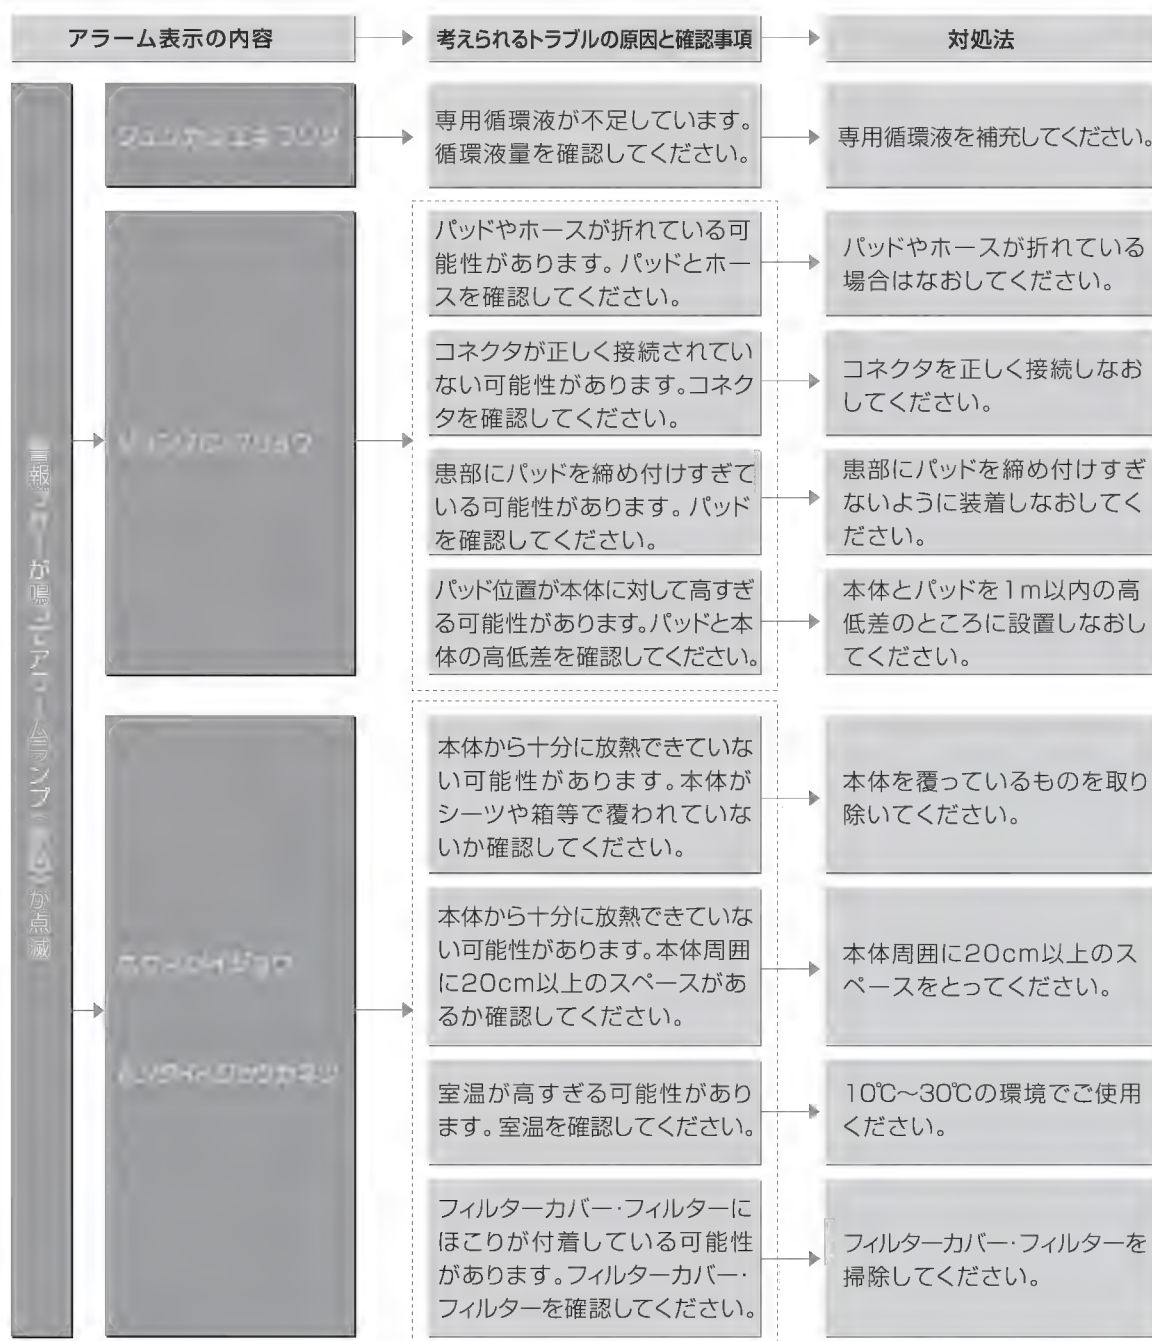 アラーム表示の内容
考えられるトラブルの原因と確認事項
対処法
専用循環液が不足しています。
循環液量を確認してください。
専用循環液を補充してください。
パッドやホースが折れている可
能性があります。パッドとホー
スを確認してください。
パッドやホースが折れている
場合はなおしてください。
コネクタが正しく接続されてい
ない可能性があります。コネク
タを確認してください。
コネクタを正しく接続しなお
してください。
患部にパッドを締め付けすぎて
いる可能性があります。パッド
を確認してください。
患部にパッドを締め付けすぎ
ないように装着しなおしてく
ださい。
パッド位置が本体に対して高すぎ
る可能性があります。パッドと本
体の高低差を確認してください。
本体とパッドを1m以内の高
低差のところに設置しなおし
てください。
本体から十分に放熱できていな
い可能性があります。本体が
シーツや箱等で覆われていな
いか確認してください。
本体を覆っているものを取り
除いてください。
本体から十分に放熱できていな
い可能性があります。本体周囲
に20cm以上のスペースがあ
るか確認してください。
本体周囲に20cm以上のス
ペースをとってください。
室温が高すぎる可能性があり
ます。室温を確認してください。
10℃〜30℃の環境でご使用
ください。
フィルターカバー・フィルターに
ほこりが付着している可能性
があります。フィルターカバー・
フィルターを確認してください。
フィルターカバー・フィルターを
掃除してください。